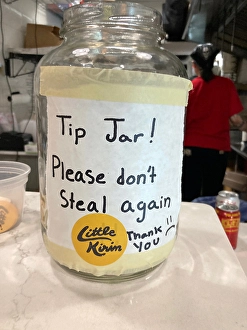 Tip Jar!
Please don't
Steal again
Little
Kirin
Thank
You